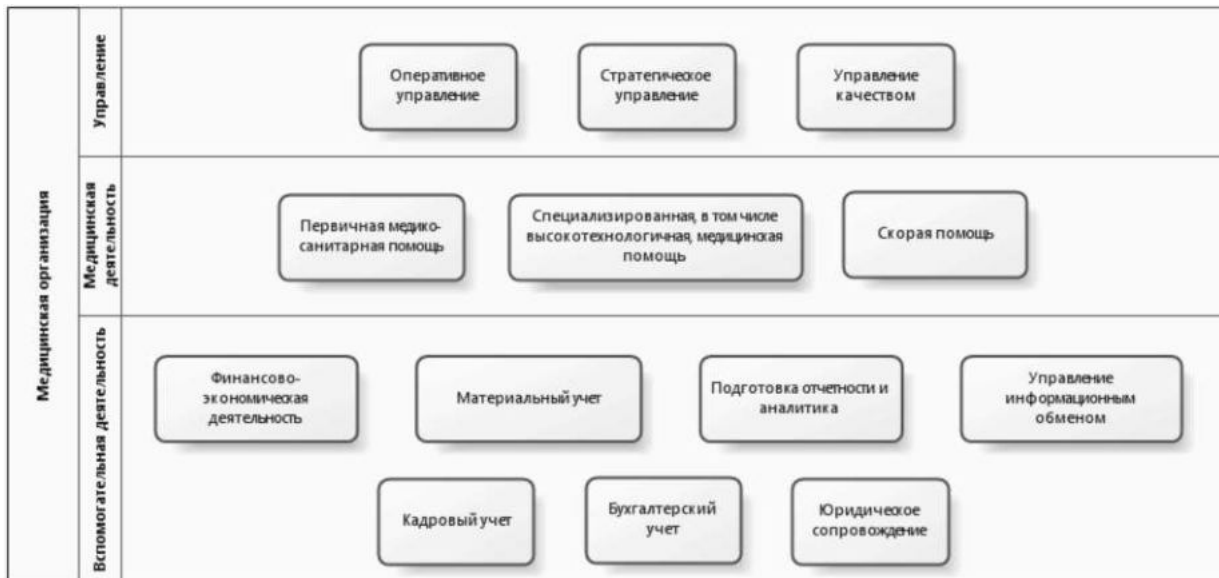 Медицинская организация
Управление
Оперативное
управление
Стратегическое
управление
Управление
качеством
Медицинская
деятельность
Первичная медико-
санитарная помощь
Специализированная, в том числе
высокотехнологичная, медицинская
помощь
Скорая помощь
Вспомогательная деятельность
Финансово-
экономическая
деятельность
Материальный учет
Подготовка отчетности и
аналитика
Управление
информационным
обменом
Кадровый учет
Бухгалтерский
учет
Юридическое
сопровождение